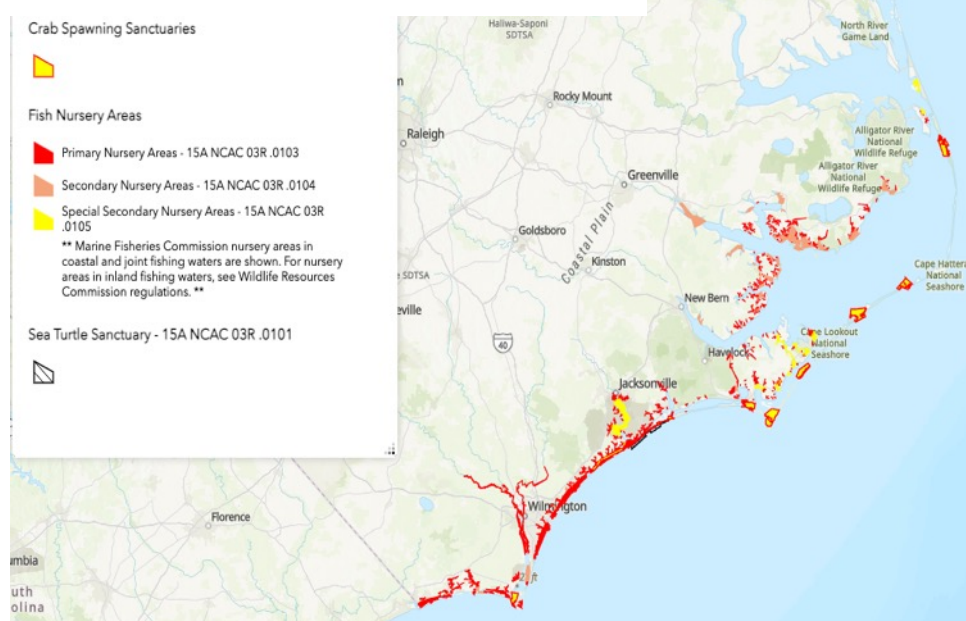 Crab Spawning Sanctuaries
Fish Nursery Areas
Primary Nursery Areas - 15A NCAC 03R .0103
Secondary Nursery Areas - 15A NCAC 03R .0104
Special Secondary Nursery Areas - 15A NCAC 03R
.0105
** Marine Fisheries Commission nursery areas in
coastal and joint fishing waters are shown. For nursery
areas in inland fishing waters, see Wildlife Resources
Commission regulations. **
Sea Turtle Sanctuary - 15A NCAC 03R .0101
Haliwa-Saponi
SDTSA
North River
Game Land
Rocky Mount
Raleigh
Alligator River
National
Wildlife Refuge
Alligator River
National
Wildlife Refuge
Greenville
Goldsboro
Coastal Plain
Kinston
e SDTSA
Cape Hattera
National
Seashore
eville
New Bern
40
Cape Lookout
National
Seashore
Havelock
Jacksonville
Wilmington
Florence
umbia
uth
olina